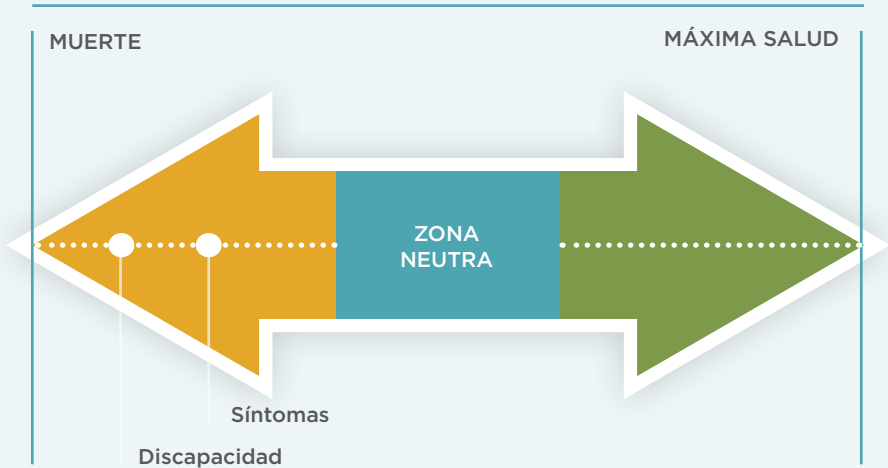 MUERTE
MÁXIMA SALUD
ZONA
NEUTRA
Síntomas
Discapacidad